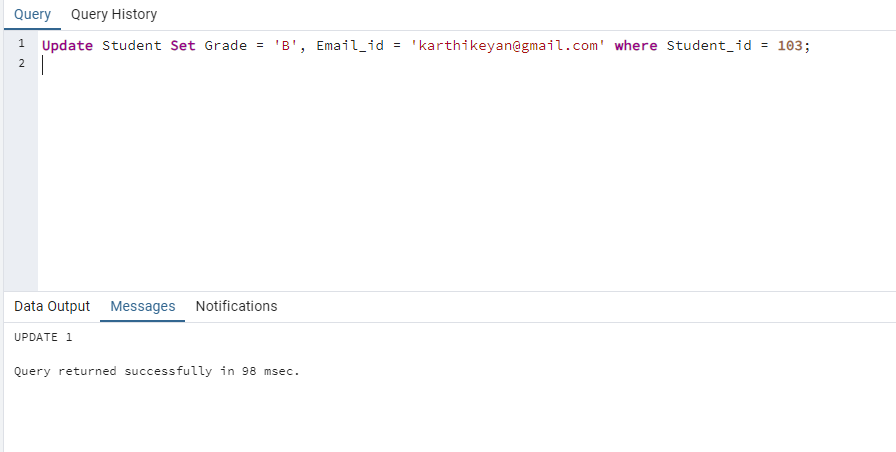 Query Query History
1 Update Student Set Grade = 'B', Email_id = 'karthikeyan@gmail.com' where Student_id = 103;
2
Data Output Messages Notifications
UPDATE 1
Query returned successfully in 98 msec.